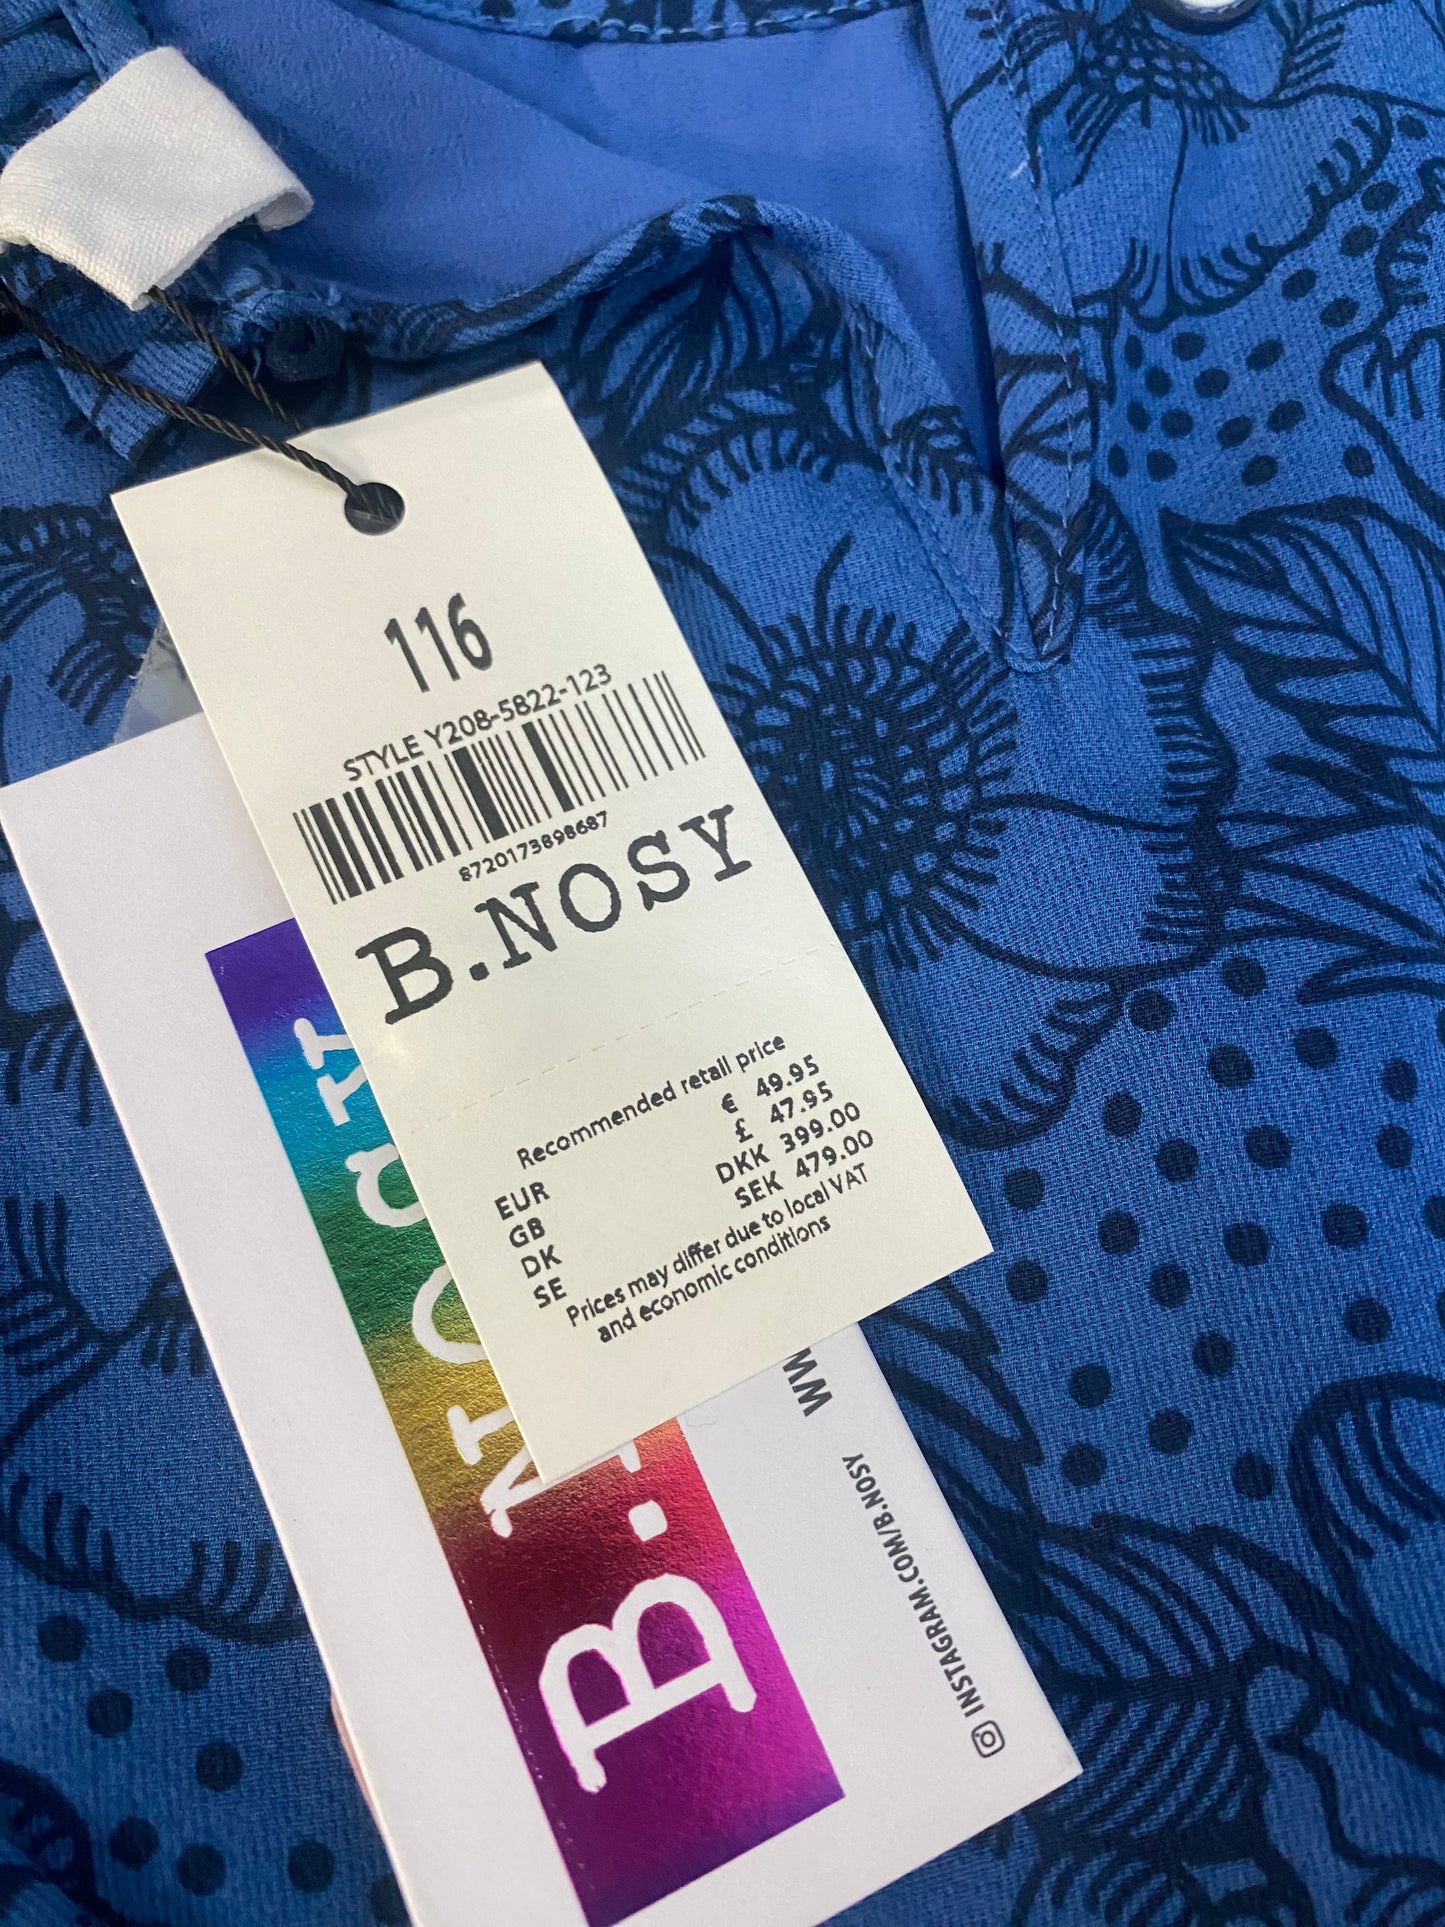 116
STYLE Y208-5822-123
8720173898687
B.NOSY
Recommended retail price
EUR € 49.95
GB £ 47.95
DK DKK 399.00
SE SEK 479.00
Prices may differ due to local VAT
and economic conditions
B.NOSY
INSTAGRAM.COM/B.NOSY